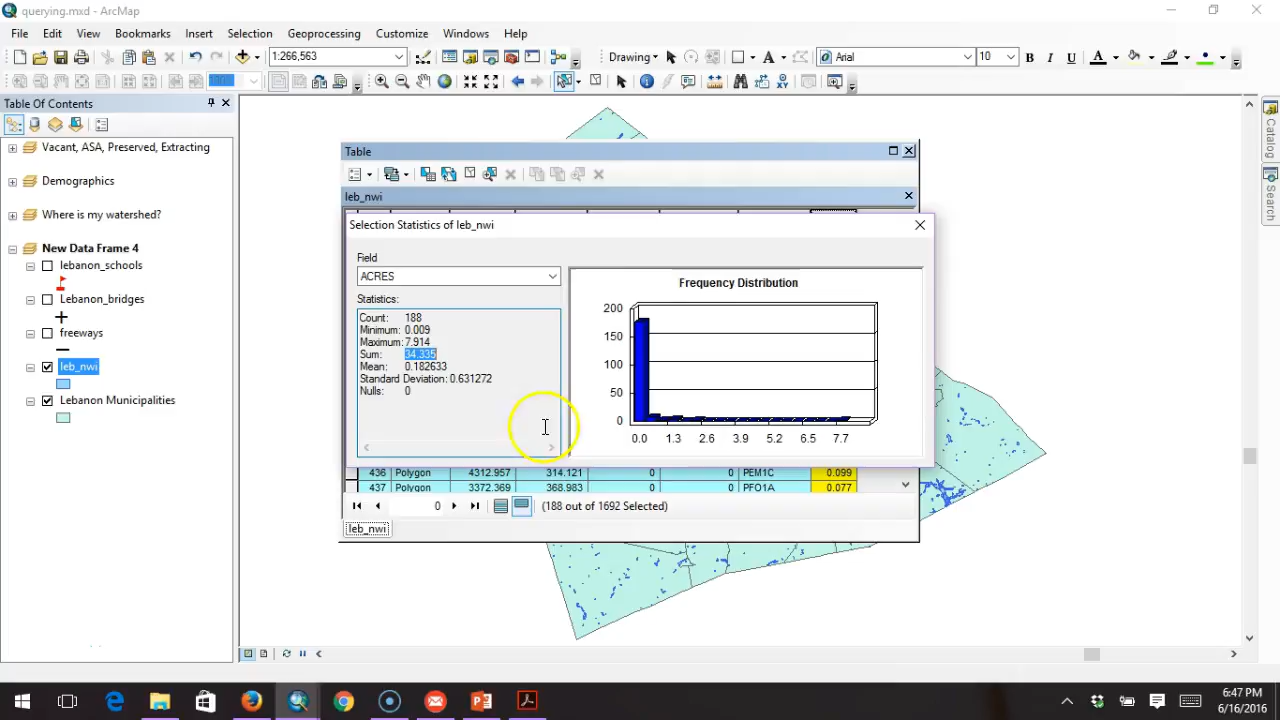 querying.mxd - ArcMap
File Edit View Bookmarks Insert Selection Geoprocessing Customize Windows Help
1:266,563 Drawing Arial 10 B I U A
Table Of Contents
Vacant, ASA, Preserved, Extracting
Demographics
Where is my watershed?
New Data Frame 4
lebanon_schools
Lebanon_bridges
freeways
leb_nwi
Lebanon Municipalities
Catalog
Search
Table
leb_nwi
Selection Statistics of leb_nwi
Field
ACRES
Statistics:
Count: 188
Minimum: 0.009
Maximum: 7.914
Sum: 34.335
Mean: 0.182633
Standard Deviation: 0.631272
Nulls: 0
Frequency Distribution
200
150
100
50
0
0.0 1.3 2.6 3.9 5.2 6.5 7.7
436 Polygon 4312.957 314.121 0 0 PEM1C 0.099
437 Polygon 3372.369 368.983 0 0 PFO1A 0.077
0 (188 out of 1692 Selected)
leb_nwi
6:47 PM
6/16/2016